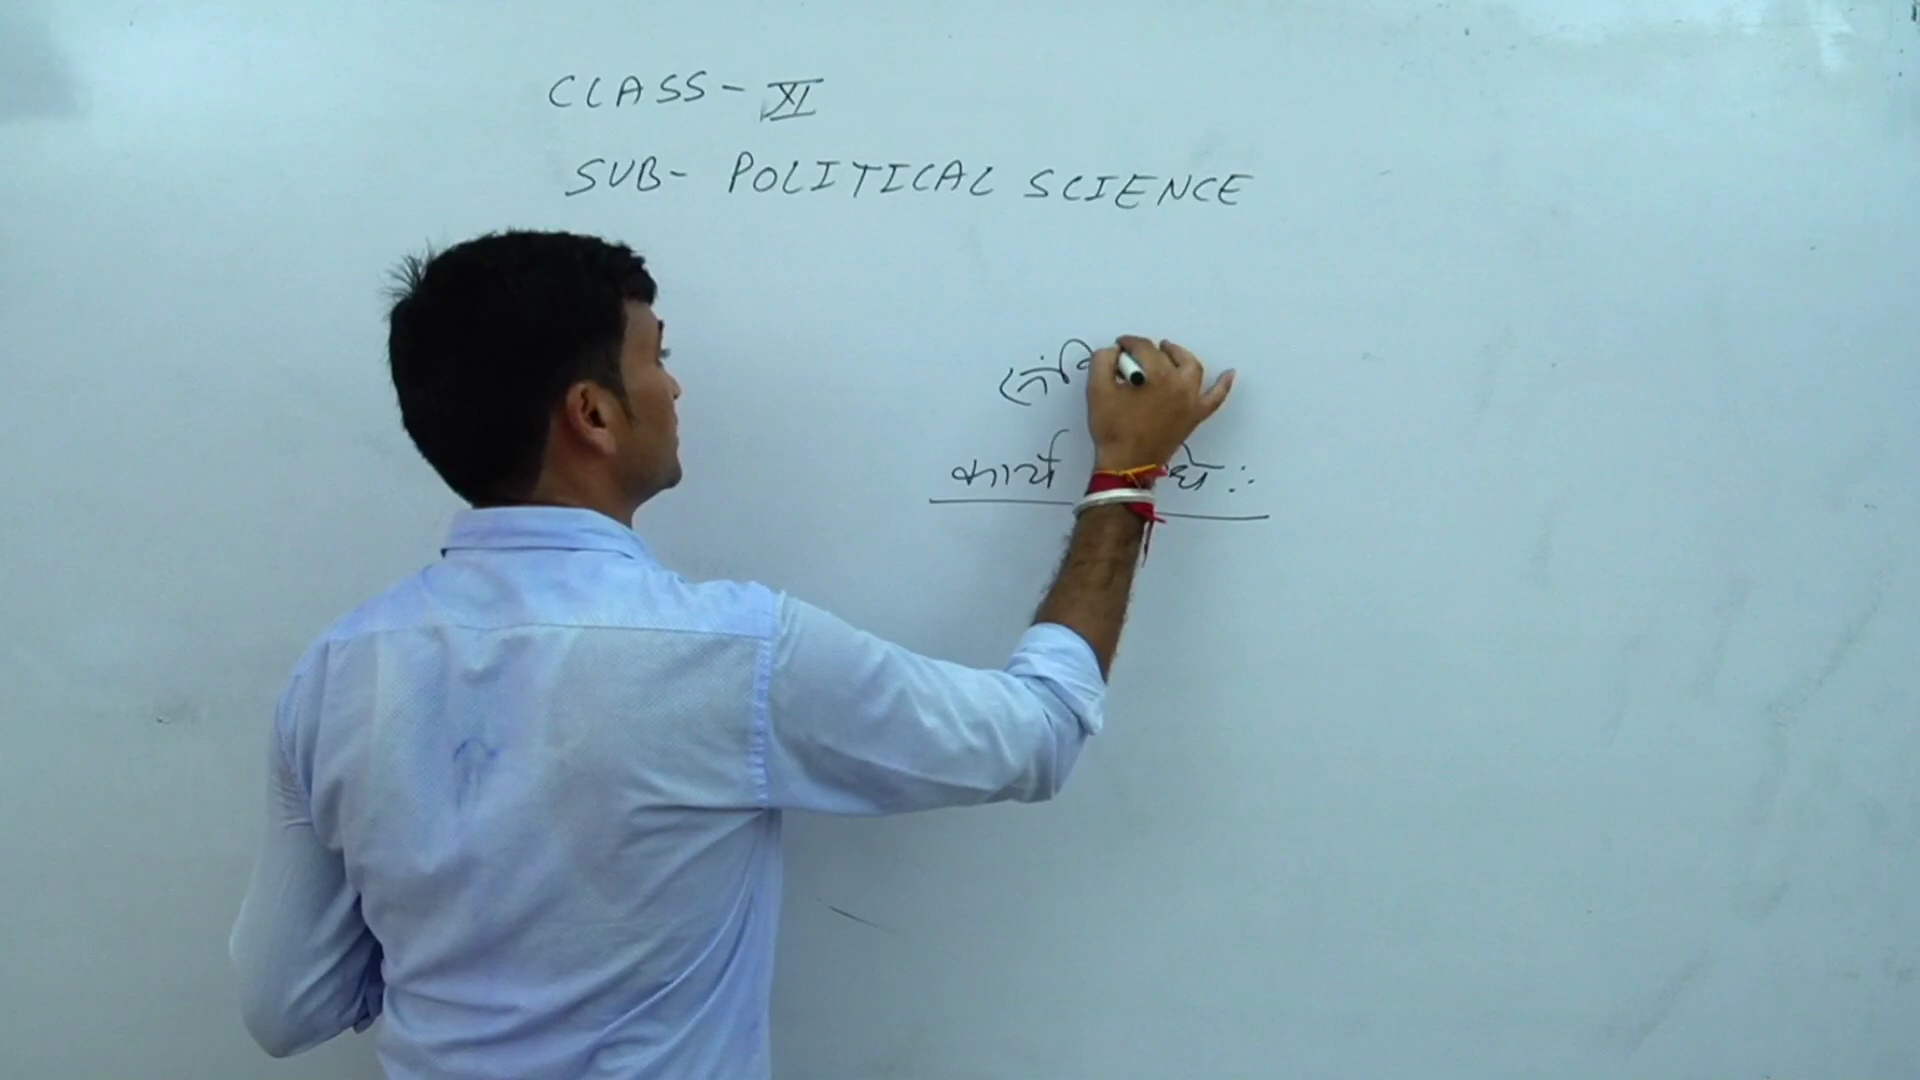 CLASS - XI
SUB- POLITICAL SCIENCE
कार्य